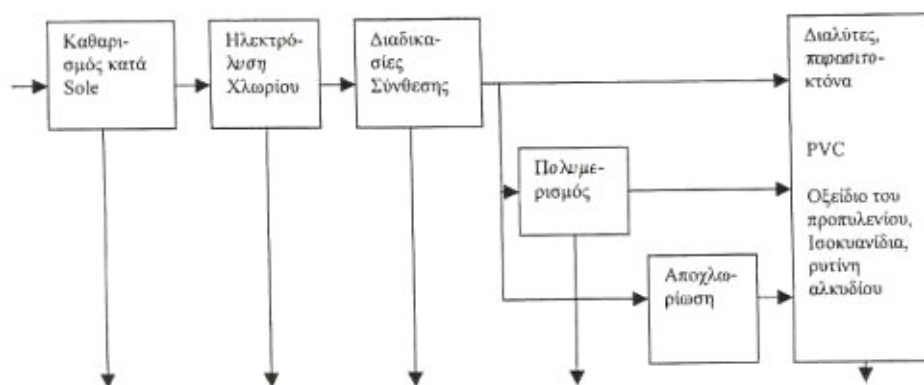 Καθαρι-
σμός κατά
Sole
Ηλεκτρό-
λυση
Χλωρίου
Διαδικα-
σίες
Σύνθεσης
Πολυμε-
ρισμός
Αποχλω-
ρίωση
Διαλύτες,
παρασιτο-
κτόνα
PVC
Οξείδιο του
προπυλενίου,
Ισοκυανίδια,
ρυτίνη
αλκυδίου